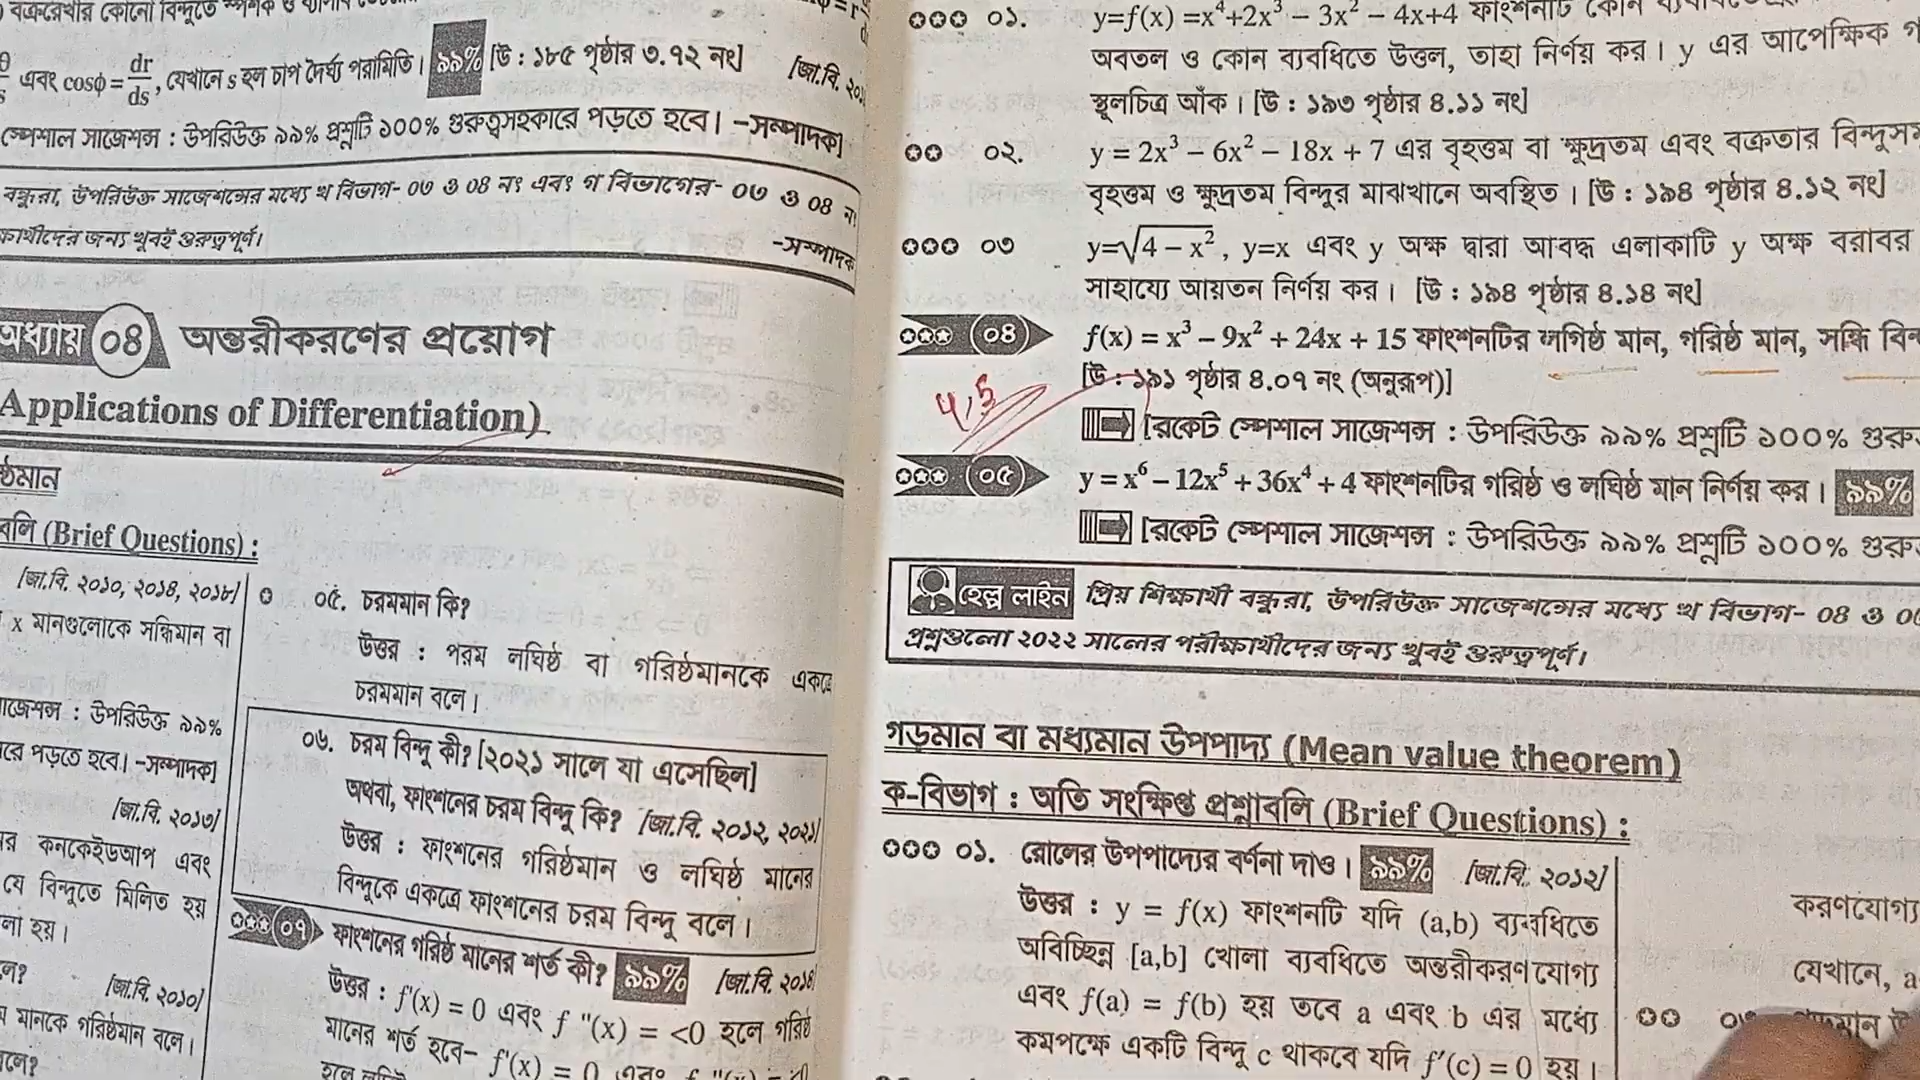 বক্ররেখার কোনো বিন্দুতে স্পর্শক ও
এবং cosϕ = dr/ds, যেখানে s হল চাপ দৈর্ঘ্য পরামিতি। ৯৯% [উ : ১৮৫ পৃষ্ঠার ৩.৭২ নং]
[জা.বি. ২০১
স্পেশাল সাজেশন্স : উপরিউক্ত ৯৯% প্রশ্নটি ১০০% গুরুত্বসহকারে পড়তে হবে। –সম্পাদক]
বন্ধুরা, উপরিউক্ত সাজেশন্সের মধ্যে খ বিভাগ- ০৩ ও ০৪ নং এবং গ বিভাগের- ০৩ ও ০৪ ন
ক্ষার্থীদের জন্য খুবই গুরুত্বপূর্ণ।
-সম্পাদক
অধ্যায় ০৪ অন্তরীকরণের প্রয়োগ
Applications of Differentiation)
ষ্ঠমান
বলি (Brief Questions) :
[জা.বি. ২০১০, ২০১৪, ২০১৮]
x মানগুলোকে সন্ধিমান বা
াজেশন্স : উপরিউক্ত ৯৯%
রে পড়তে হবে। –সম্পাদক]
[জা.বি. ২০১৩]
র কনকেইডআপ এবং
যে বিন্দুতে মিলিত হয়
লা হয়।
[জা.বি. ২০১০]
মানকে গরিষ্ঠমান বলে।
বলে?
✪ ০৫. চরমমান কি?
উত্তর : পরম লঘিষ্ঠ বা গরিষ্ঠমানকে একত্রে
চরমমান বলে।
০৬. চরম বিন্দু কী? [২০২১ সালে যা এসেছিল]
অথবা, ফাংশনের চরম বিন্দু কি? [জা.বি. ২০১২, ২০২১]
উত্তর : ফাংশনের গরিষ্ঠমান ও লঘিষ্ঠ মানের
বিন্দুকে একত্রে ফাংশনের চরম বিন্দু বলে।
✪✪✪ ০৭ ফাংশনের গরিষ্ঠ মানের শর্ত কী? ৯৯% [জা.বি. ২০১৪
উত্তর : f'(x) = 0 এবং f "(x) = <0 হলে গরিষ্ঠ
মানের শর্ত হবে– f'(x) = 0
✪✪✪ ০১. y=f(x) =x⁴+2x³ – 3x² – 4x+4 ফাংশনটি কোন
অবতল ও কোন ব্যবধিতে উত্তল, তাহা নির্ণয় কর। y এর আপেক্ষিক
স্থূলচিত্র আঁক। [উ : ১৯৩ পৃষ্ঠার ৪.১১ নং]
✪✪ ০২. y = 2x³ – 6x² – 18x + 7 এর বৃহত্তম বা ক্ষুদ্রতম এবং বক্রতার
বৃহত্তম ও ক্ষুদ্রতম বিন্দুর মাঝখানে অবস্থিত। [উ : ১৯৪ পৃষ্ঠার ৪.১২ নং]
✪✪✪ ০৩ y=√4 – x², y=x এবং y অক্ষ দ্বারা আবদ্ধ এলাকাটি y অক্ষ বরাবর
সাহায্যে আয়তন নির্ণয় কর। [উ : ১৯৪ পৃষ্ঠার ৪.১৪ নং]
✪✪✪ ০৪ f(x) = x³ – 9x² + 24x + 15 ফাংশনটির লগিষ্ঠ মান, গরিষ্ঠ মান, সন্ধি বিন্
[উ : ১৯১ পৃষ্ঠার ৪.০৭ নং (অনুরূপ)]
4,5
[রকেট স্পেশাল সাজেশন্স : উপরিউক্ত ৯৯% প্রশ্নটি ১০০% গুরু
✪✪✪ ০৫ y = x⁶ – 12x⁵ + 36x⁴ + 4 ফাংশনটির গরিষ্ঠ ও লঘিষ্ঠ মান নির্ণয় কর। ৯৯%
[রকেট স্পেশাল সাজেশন্স : উপরিউক্ত ৯৯% প্রশ্নটি ১০০% গুরু
হেল্প লাইন প্রিয় শিক্ষার্থী বন্ধুরা, উপরিউক্ত সাজেশন্সের মধ্যে খ বিভাগ- ০৪ ও ০৫
প্রশ্নগুলো ২০২২ সালের পরীক্ষার্থীদের জন্য খুবই গুরুত্বপূর্ণ।
গড়মান বা মধ্যমান উপপাদ্য (Mean value theorem)
ক-বিভাগ : অতি সংক্ষিপ্ত প্রশ্নাবলি (Brief Questions) :
✪✪✪ ০১. রোলের উপপাদ্যের বর্ণনা দাও। ৯৯% [জা.বি. ২০১২]
উত্তর : y = f(x) ফাংশনটি যদি (a,b) ব্যবধিতে
অবিচ্ছিন্ন [a,b] খোলা ব্যবধিতে অন্তরীকরণযোগ্য
এবং f(a) = f(b) হয় তবে a এবং b এর মধ্যে
কমপক্ষে একটি বিন্দু c থাকবে যদি f'(c) = 0 হয়।
করণযোগ্য
যেখানে, a
✪✪